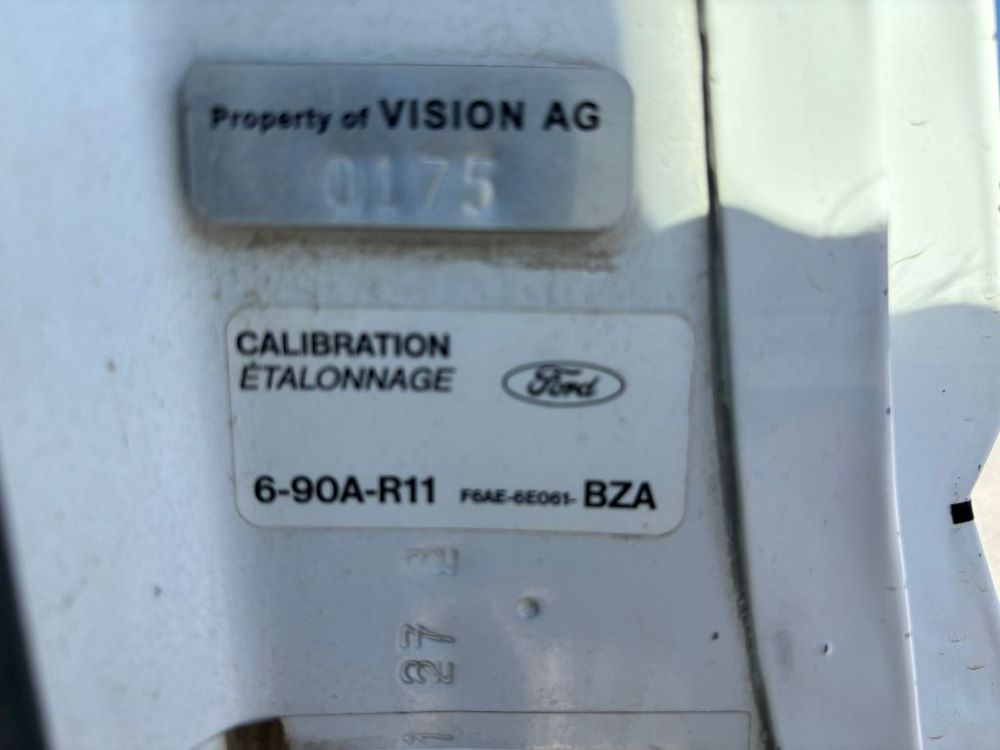 Property of VISION AG
0175
CALIBRATION
ÉTALONNAGE
Ford
6-90A-R11 F6AE-6E061- BZA